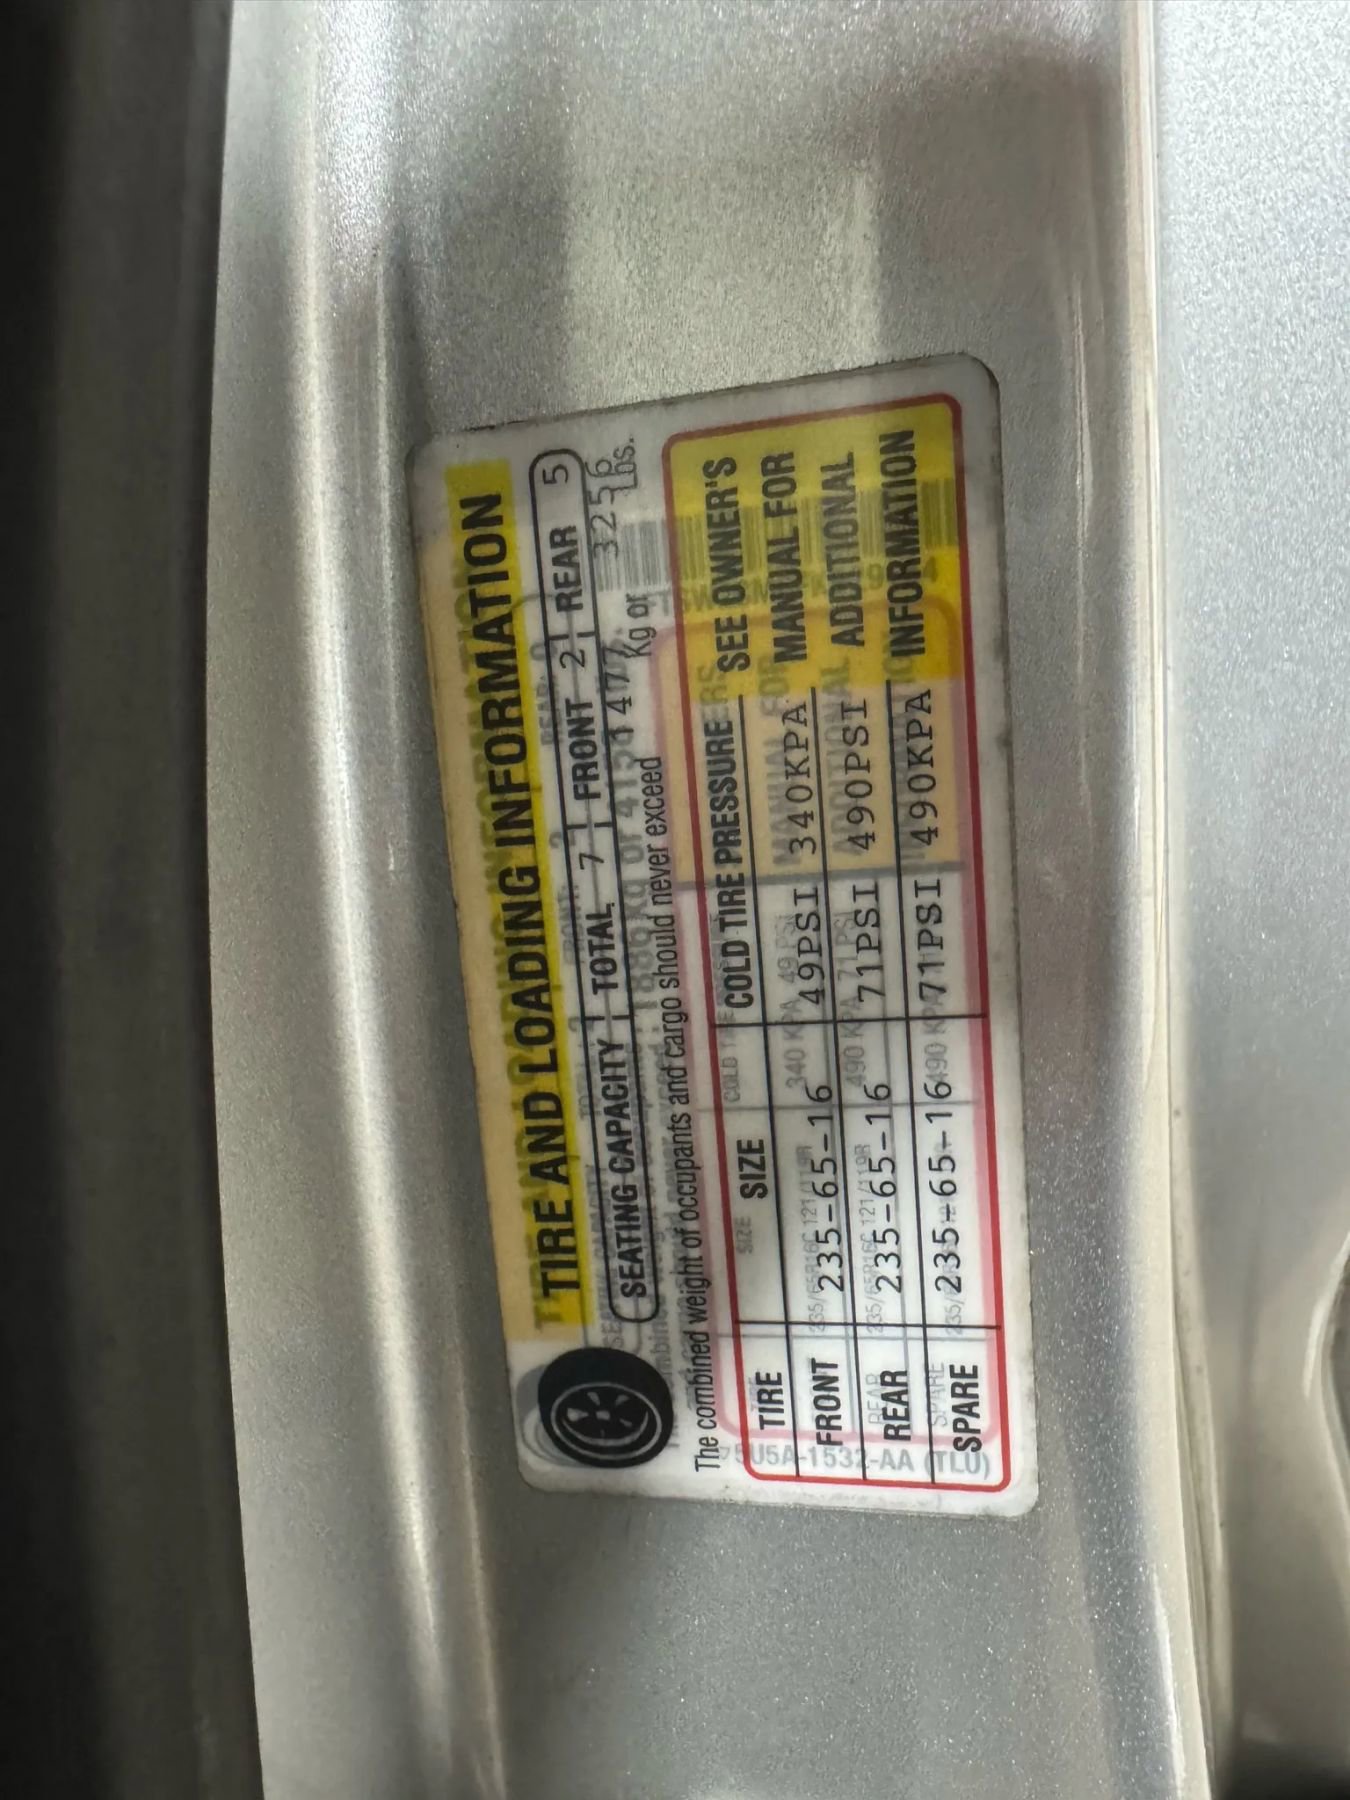 TIRE AND LOADING INFORMATION
SEATING CAPACITY TOTAL 7 FRONT 2 REAR 5
The combined weight of occupants and cargo should never exceed 1477 Kg or 3256 Lbs.
TIRE SIZE COLD TIRE PRESSURE
FRONT 235-65-16 49PSI 340KPA
REAR 235-65-16 71PSI 490PSI
SPARE 235-65-16 71PSI 490KPA
SEE OWNER'S
MANUAL FOR
ADDITIONAL
INFORMATION
5U5A-1532-AA (TLU)